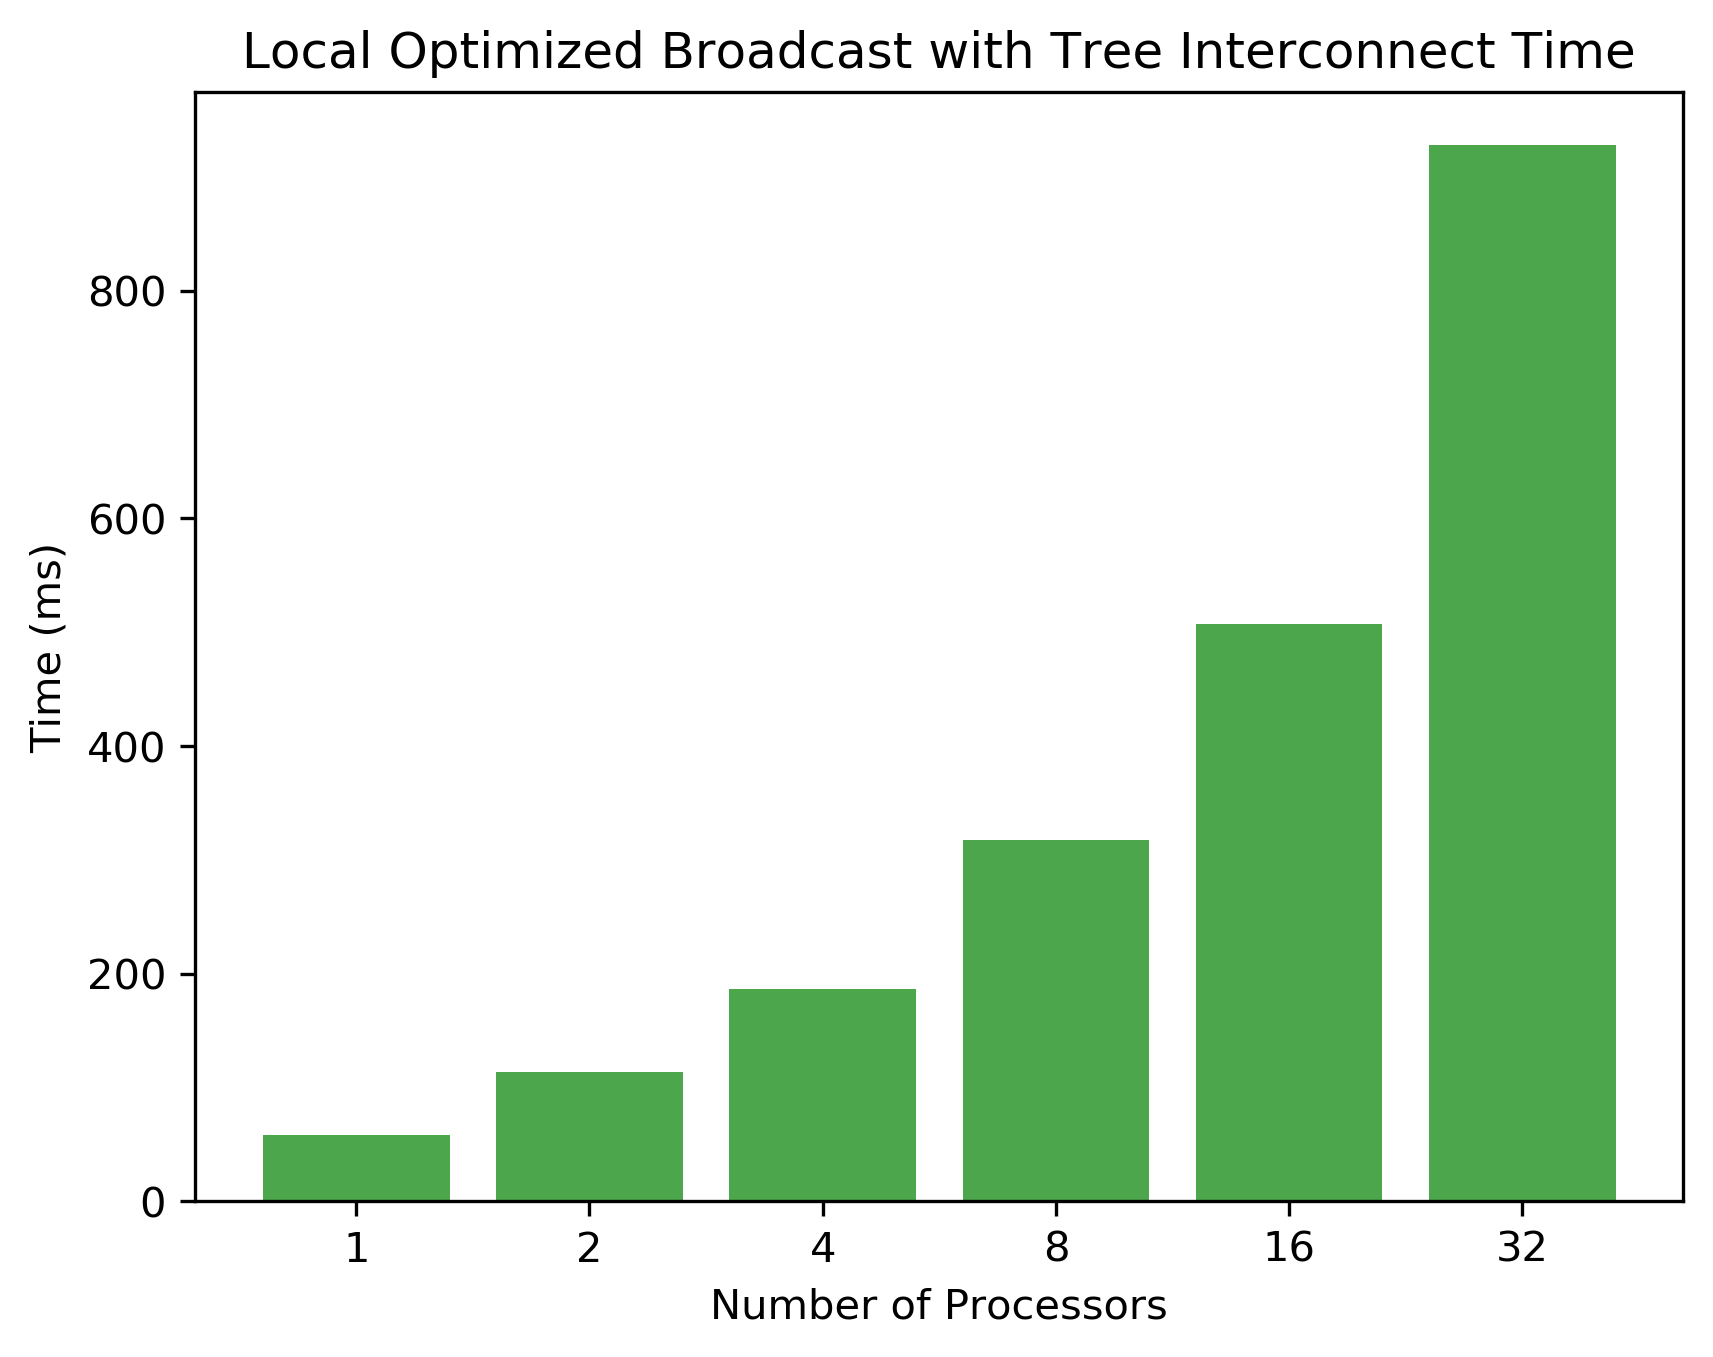 Local Optimized Broadcast with Tree Interconnect Time
800
600
400
200
0
Time (ms)
1 2 4 8 16 32
Number of Processors